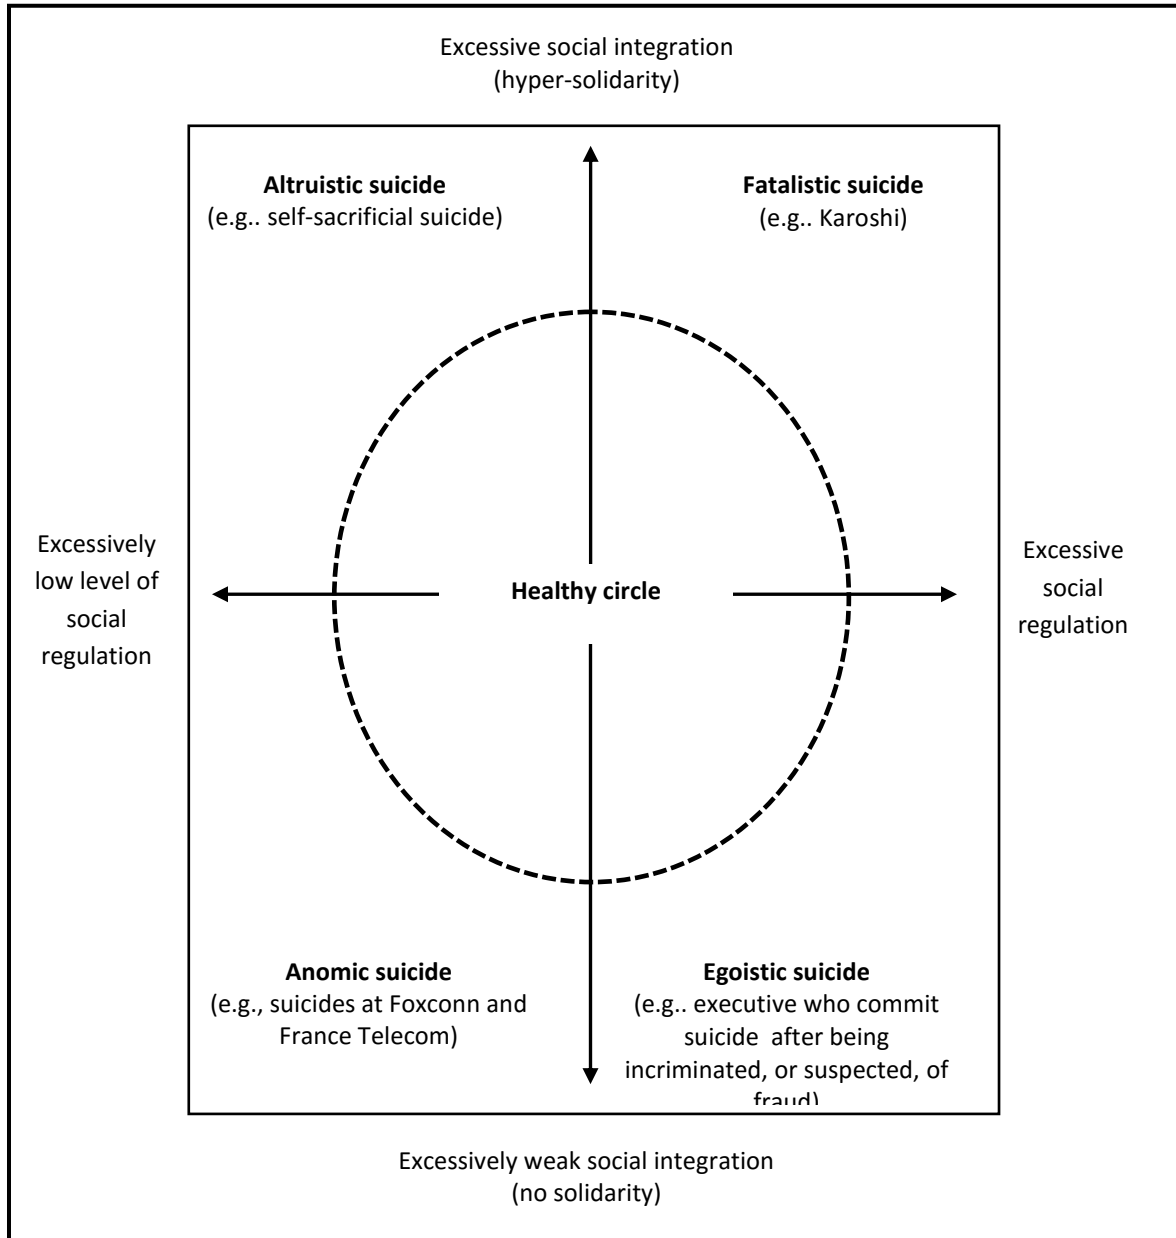 Excessive social integration
(hyper-solidarity)
Altruistic suicide
(e.g.. self-sacrificial suicide)
Fatalistic suicide
(e.g.. Karoshi)
Excessively
low level of
social
regulation
Healthy circle
Excessive
social
regulation
Anomic suicide
(e.g., suicides at Foxconn and
France Telecom)
Egoistic suicide
(e.g.. executive who commit
suicide after being
incriminated, or suspected, of
fraud)
Excessively weak social integration
(no solidarity)